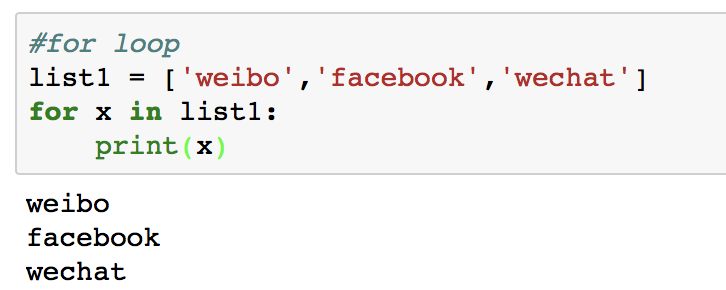 #for loop
list1 = ['weibo','facebook','wechat']
for x in list1:
    print(x)
weibo
facebook
wechat